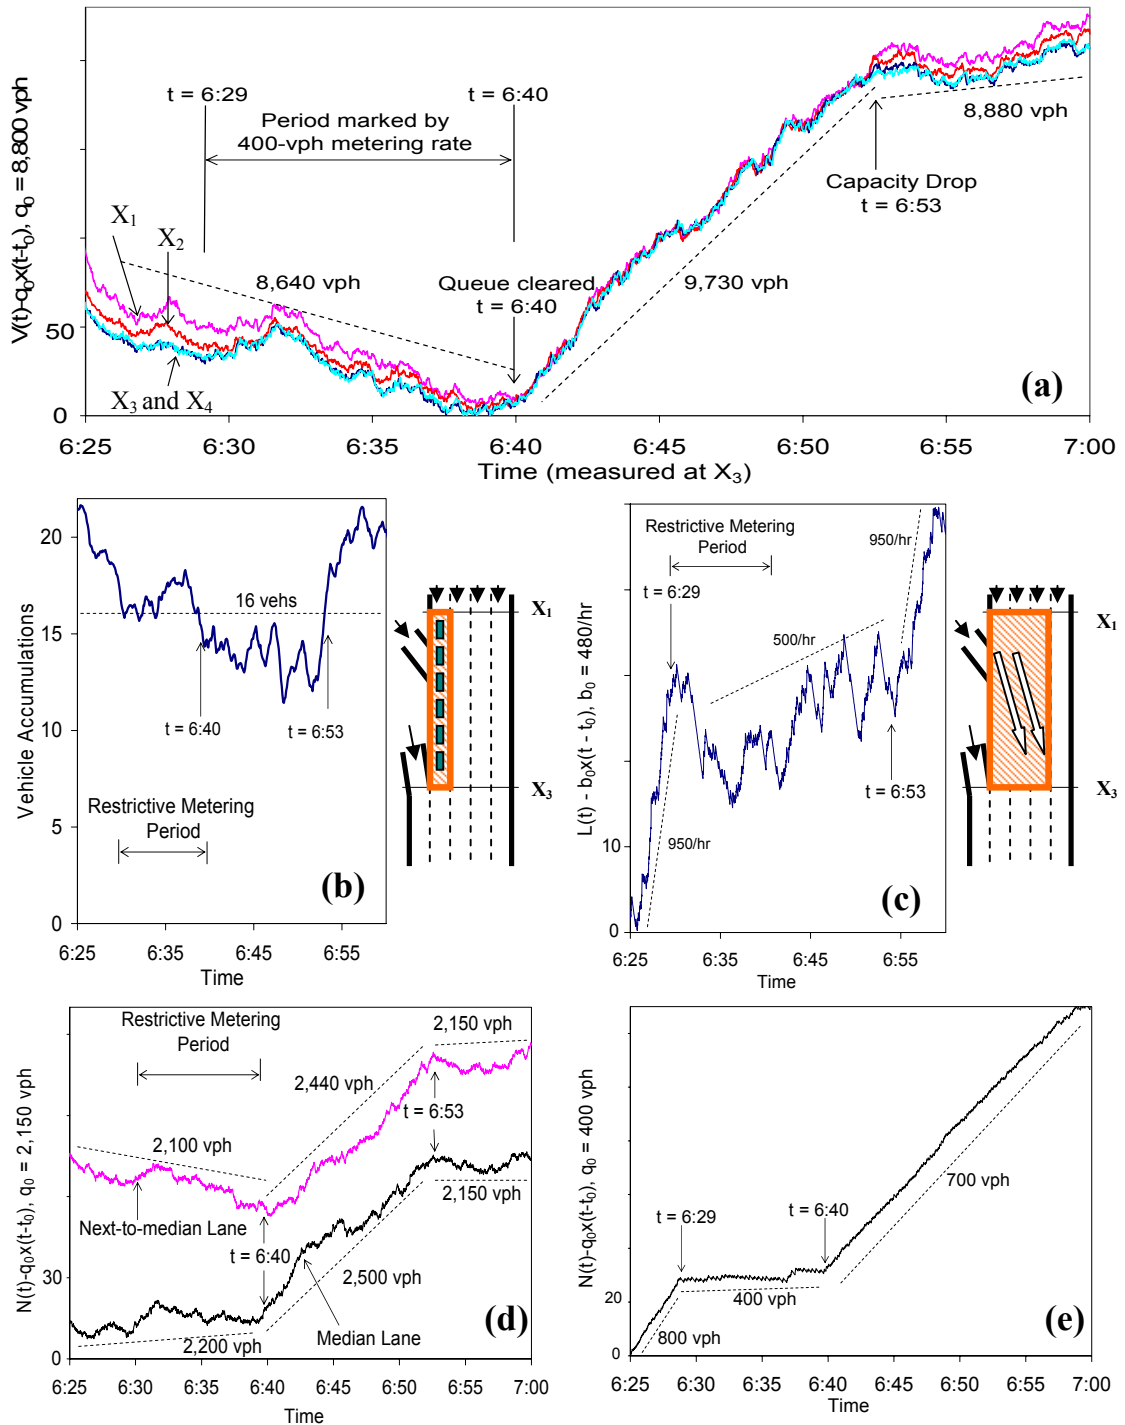 V(t)-q₀x(t-t₀), q₀ = 8,800 vph
t = 6:29
t = 6:40
Period marked by
400-vph metering rate
8,880 vph
Capacity Drop
t = 6:53
X₁
X₂
8,640 vph
Queue cleared
t = 6:40
9,730 vph
X₃ and X₄
(a)
50
0
6:25 6:30 6:35 6:40 6:45 6:50 6:55 7:00
Time (measured at X₃)
Vehicle Accumulations
20
15
10
5
0
16 vehs
t = 6:40
t = 6:53
Restrictive Metering
Period
(b)
6:25 6:35 6:45 6:55
Time
X₁
X₃
L(t) - b₀x(t - t₀), b₀ = 480/hr
Restrictive Metering
Period
950/hr
t = 6:29
500/hr
t = 6:53
950/hr
10
0
(c)
6:25 6:35 6:45 6:55
Time
X₁
X₃
N(t)-q₀x(t-t₀), q₀ = 2,150 vph
Restrictive Metering
Period
2,150 vph
2,440 vph
t = 6:53
2,100 vph
Next-to-median Lane
2,150 vph
t = 6:40
2,500 vph
Median Lane
2,200 vph
30
0
(d)
6:25 6:30 6:35 6:40 6:45 6:50 6:55 7:00
Time
N(t)-q₀x(t-t₀), q₀ = 400 vph
700 vph
t = 6:29
t = 6:40
400 vph
800 vph
20
0
(e)
6:25 6:30 6:35 6:40 6:45 6:50 6:55 7:00
Time